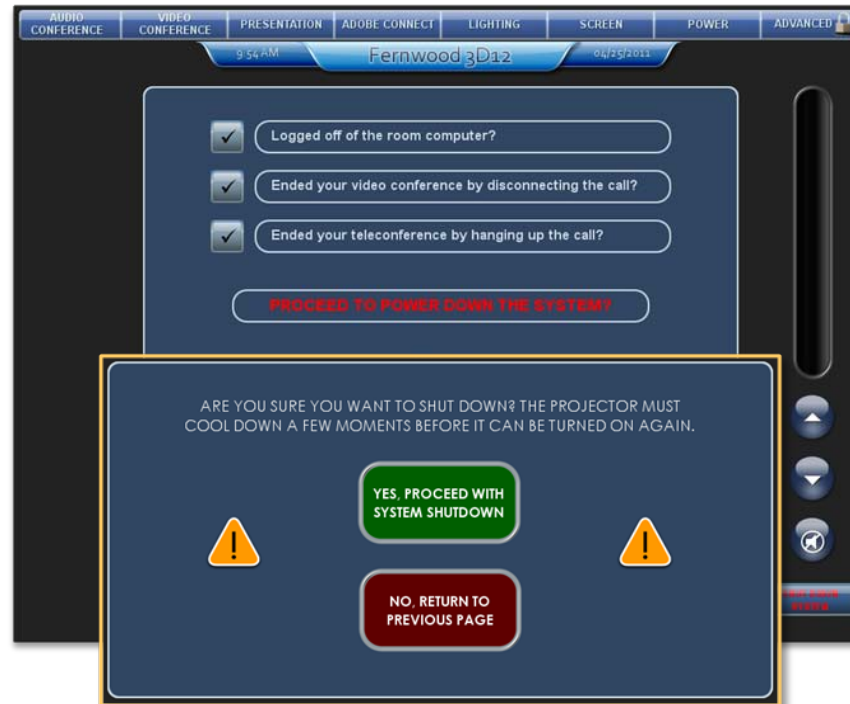 AUDIO CONFERENCE
VIDEO CONFERENCE
PRESENTATION
ADOBE CONNECT
LIGHTING
SCREEN
POWER
ADVANCED
9:54 AM
Fernwood 3D12
04/25/2011
Logged off of the room computer?
Ended your video conference by disconnecting the call?
Ended your teleconference by hanging up the call?
PROCEED TO POWER DOWN THE SYSTEM?
ARE YOU SURE YOU WANT TO SHUT DOWN? THE PROJECTOR MUST
COOL DOWN A FEW MOMENTS BEFORE IT CAN BE TURNED ON AGAIN.
YES, PROCEED WITH
SYSTEM SHUTDOWN
NO, RETURN TO
PREVIOUS PAGE